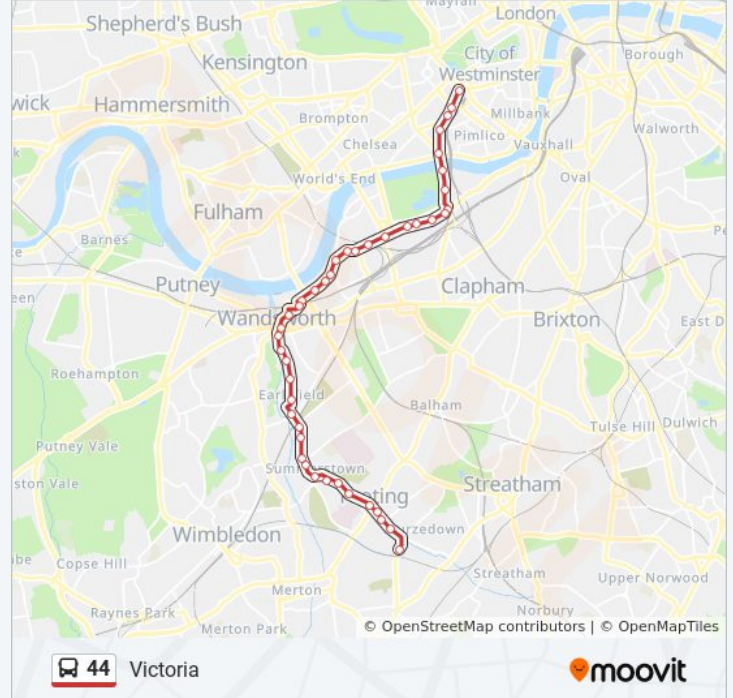 Mayfair
London
Shepherd's Bush
City of
Westminster
Borough
Kensington
wick
Hammersmith
Brompton
Millbank
Pimlico
Walworth
Chelsea
Vauxhall
World's End
Oval
Fulham
Barnes
Putney
Clapham
Wandsworth
Brixton
East D
Roehampton
Balham
Tulse Hill
Dulwich
Putney Vale
ston Vale
Streatham
Wimbledon
Copse Hill
Streatham
Upper Norwood
Merton
Raynes Park
Norbury
Merton Park
© OpenStreetMap contributors | © OpenMapTiles
44 Victoria
moovit